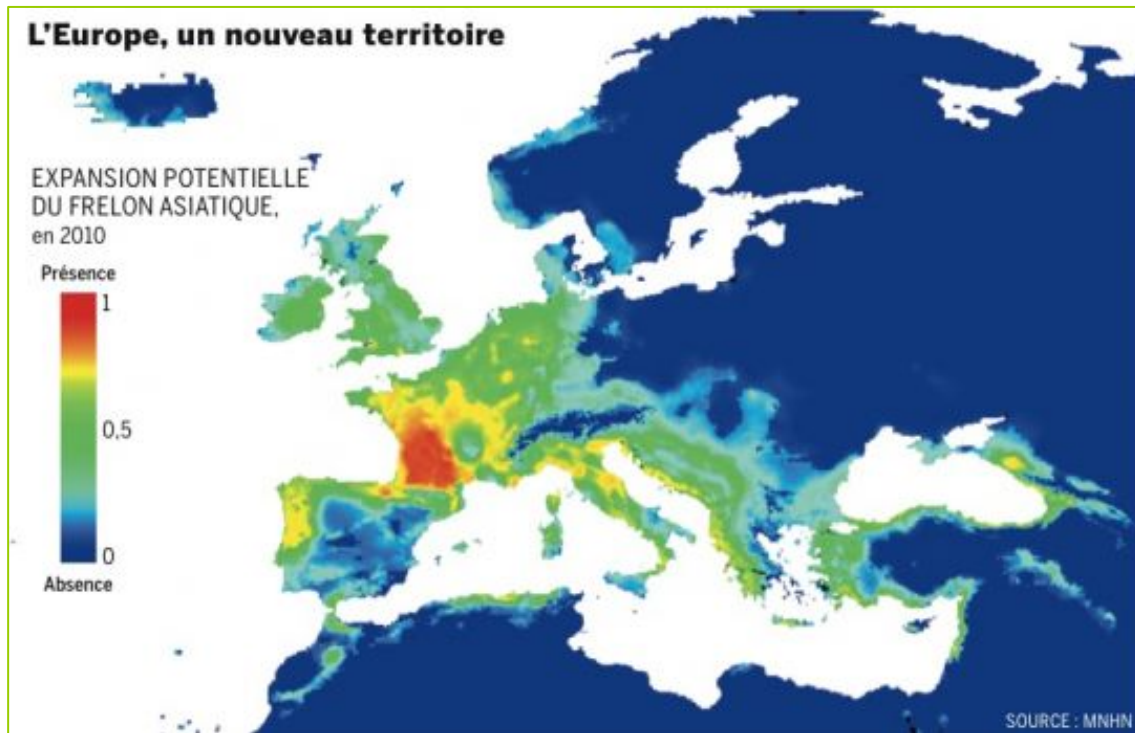 L'Europe, un nouveau territoire
EXPANSION POTENTIELLE
DU FRELON ASIATIQUE,
en 2010
Présence
1
0,5
0
Absence
SOURCE : MNHN